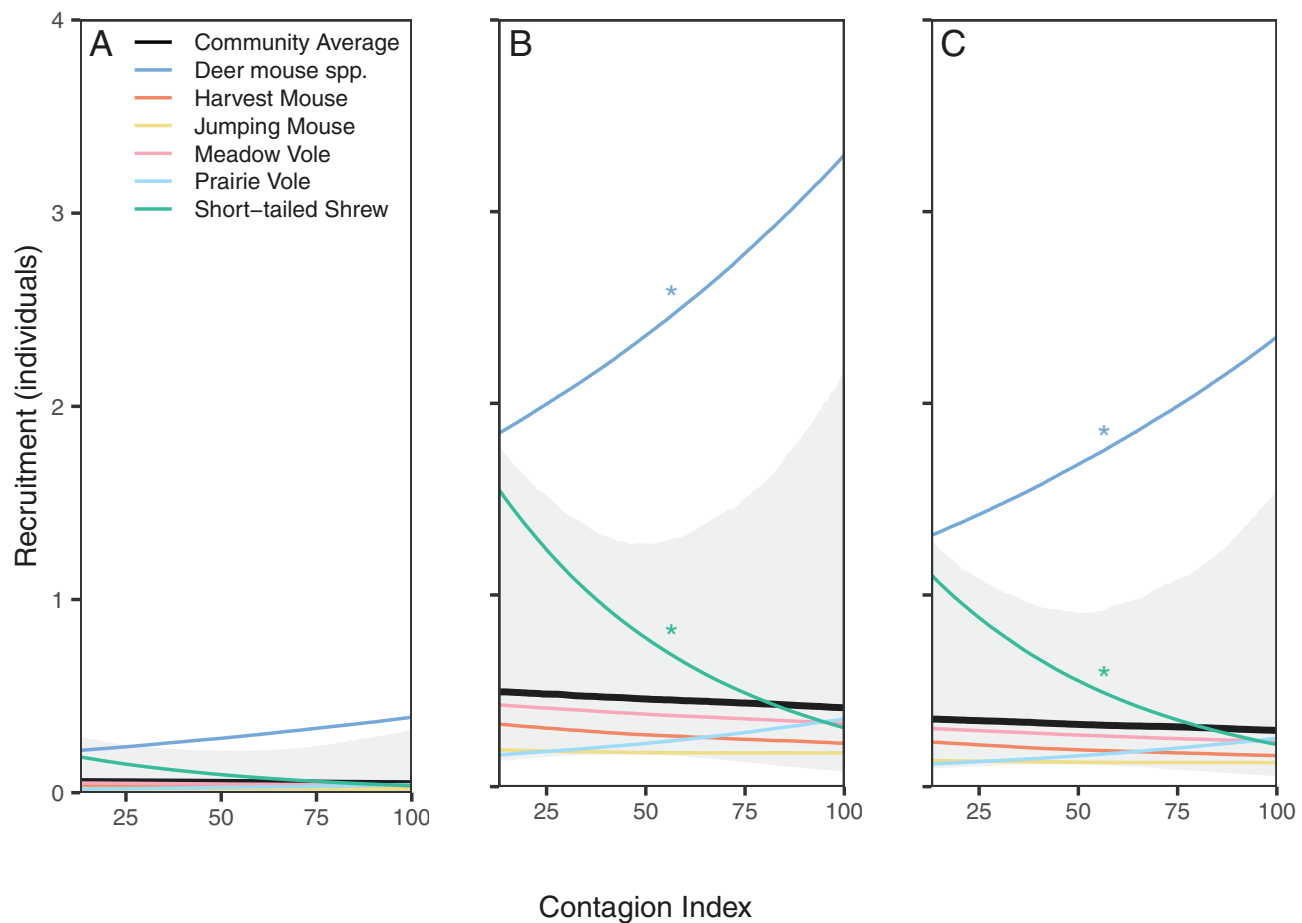 A
Community Average
Deer mouse spp.
Harvest Mouse
Jumping Mouse
Meadow Vole
Prairie Vole
Short−tailed Shrew
B
C
*
*
*
*
4
3
2
1
0
Recruitment (individuals)
25 50 75 100
25 50 75 100
25 50 75 100
Contagion Index